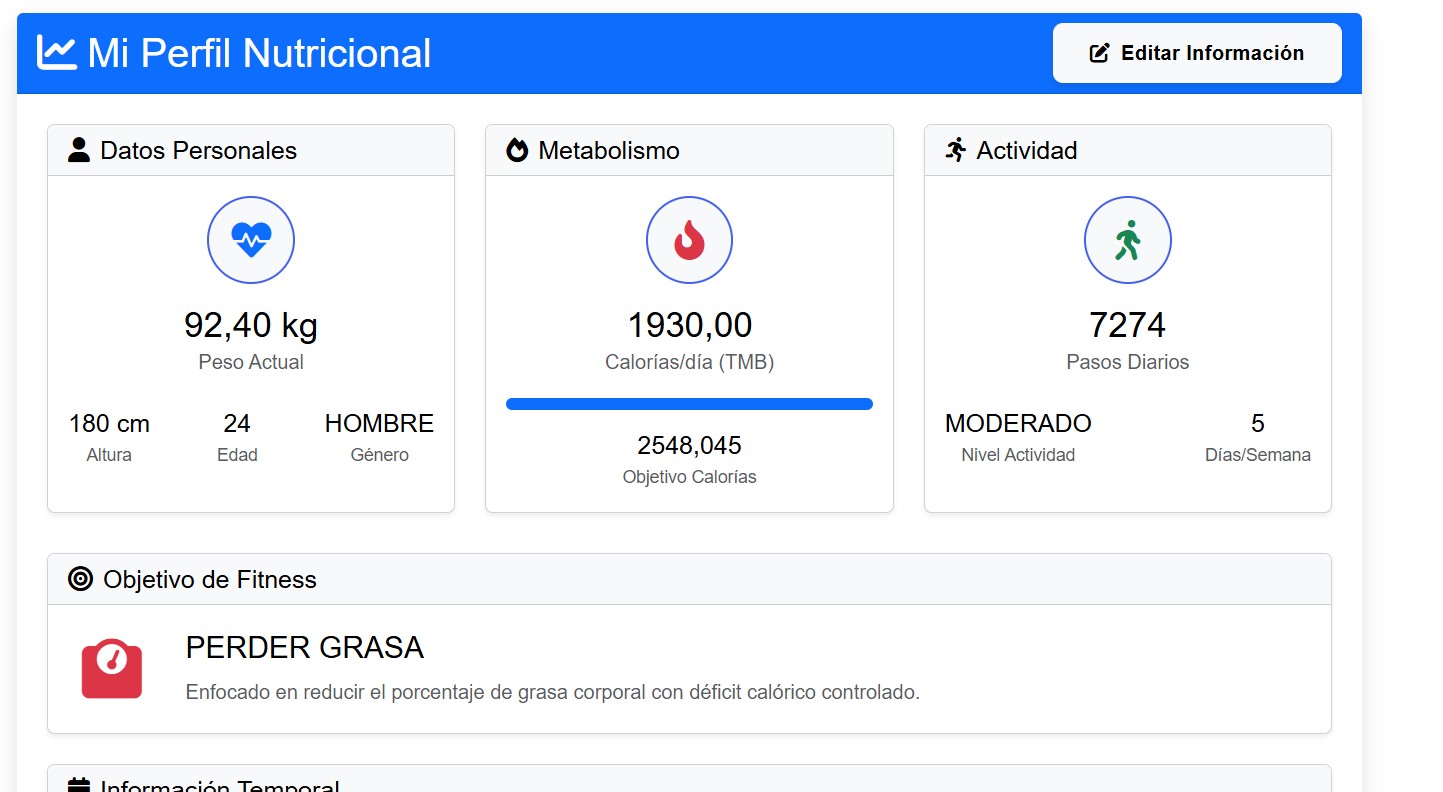 Mi Perfil Nutricional
Editar Información
Datos Personales
92,40 kg
Peso Actual
180 cm
Altura
24
Edad
HOMBRE
Género
Metabolismo
1930,00
Calorías/día (TMB)
2548,045
Objetivo Calorías
Actividad
7274
Pasos Diarios
MODERADO
Nivel Actividad
5
Días/Semana
Objetivo de Fitness
PERDER GRASA
Enfocado en reducir el porcentaje de grasa corporal con déficit calórico controlado.
Información Temporal